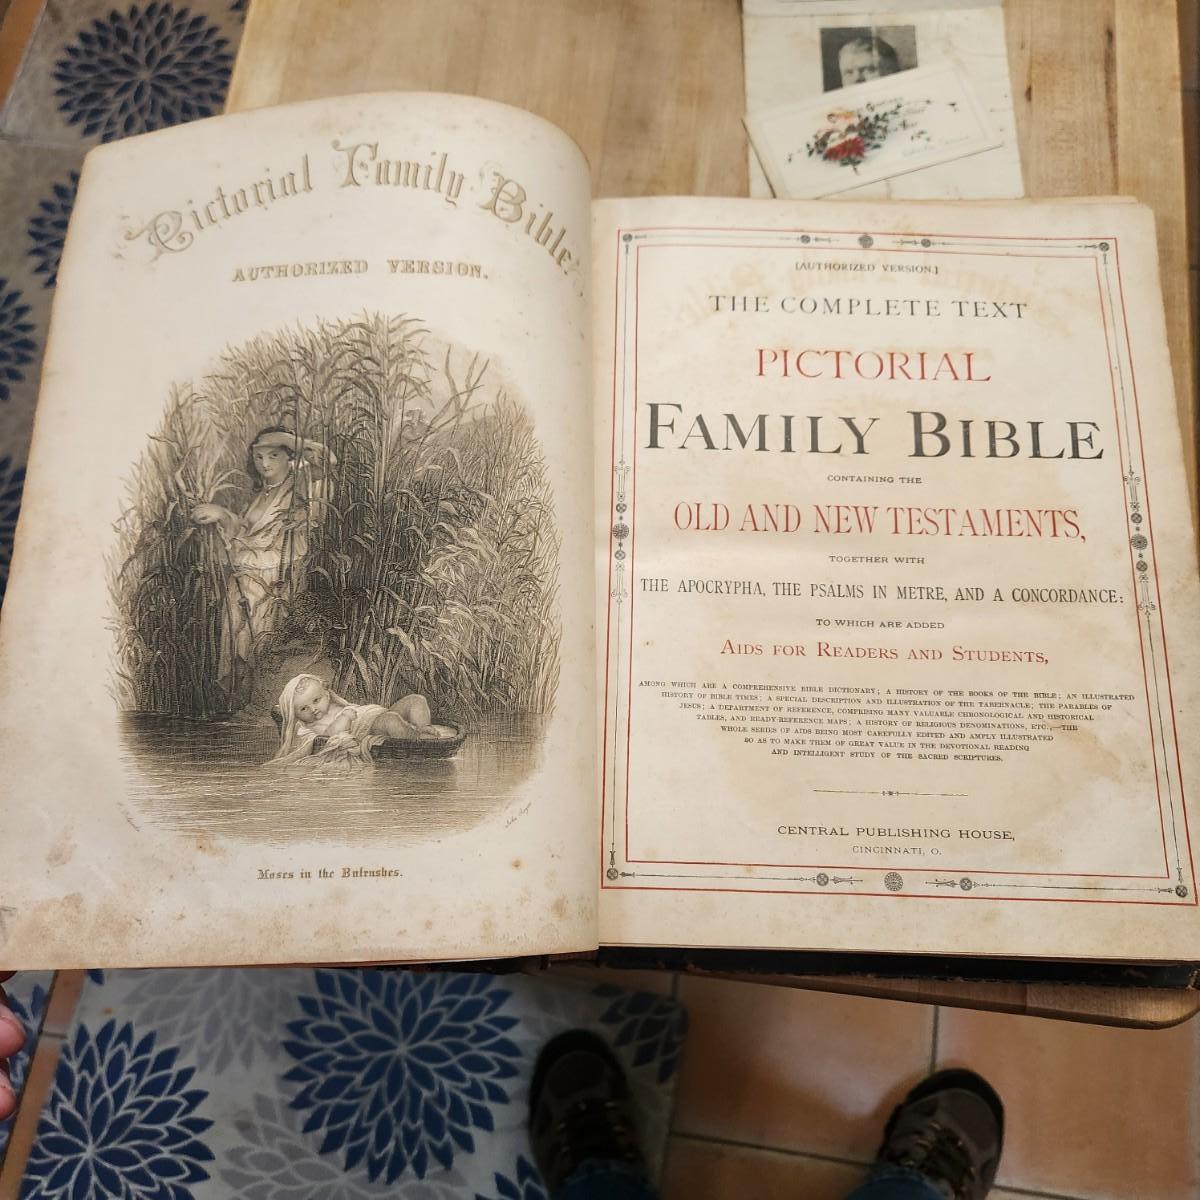 Pictorial Family Bible.
AUTHORIZED VERSION.
Moses in the Bulrushes.
[AUTHORIZED VERSION.]
THE COMPLETE TEXT
PICTORIAL
FAMILY BIBLE
CONTAINING THE
OLD AND NEW TESTAMENTS,
TOGETHER WITH
THE APOCRYPHA, THE PSALMS IN METRE, AND A CONCORDANCE:
TO WHICH ARE ADDED
AIDS FOR READERS AND STUDENTS,
AMONG WHICH ARE A COMPREHENSIVE BIBLE DICTIONARY; A HISTORY OF THE BOOKS OF THE BIBLE; AN ILLUSTRATED
HISTORY OF BIBLE TIMES; A SPECIAL DESCRIPTION AND ILLUSTRATION OF THE TABERNACLE; THE PARABLES OF
JESUS; A DEPARTMENT OF REFERENCE, COMPRISING MANY VALUABLE CHRONOLOGICAL AND HISTORICAL
TABLES, AND READY-REFERENCE MAPS; A HISTORY OF RELIGIOUS DENOMINATIONS, ETC.,—THE
WHOLE SERIES OF AIDS BEING MOST CAREFULLY EDITED AND AMPLY ILLUSTRATED
SO AS TO MAKE THEM OF GREAT VALUE IN THE DEVOTIONAL READING
AND INTELLIGENT STUDY OF THE SACRED SCRIPTURES.
CENTRAL PUBLISHING HOUSE,
CINCINNATI, O.